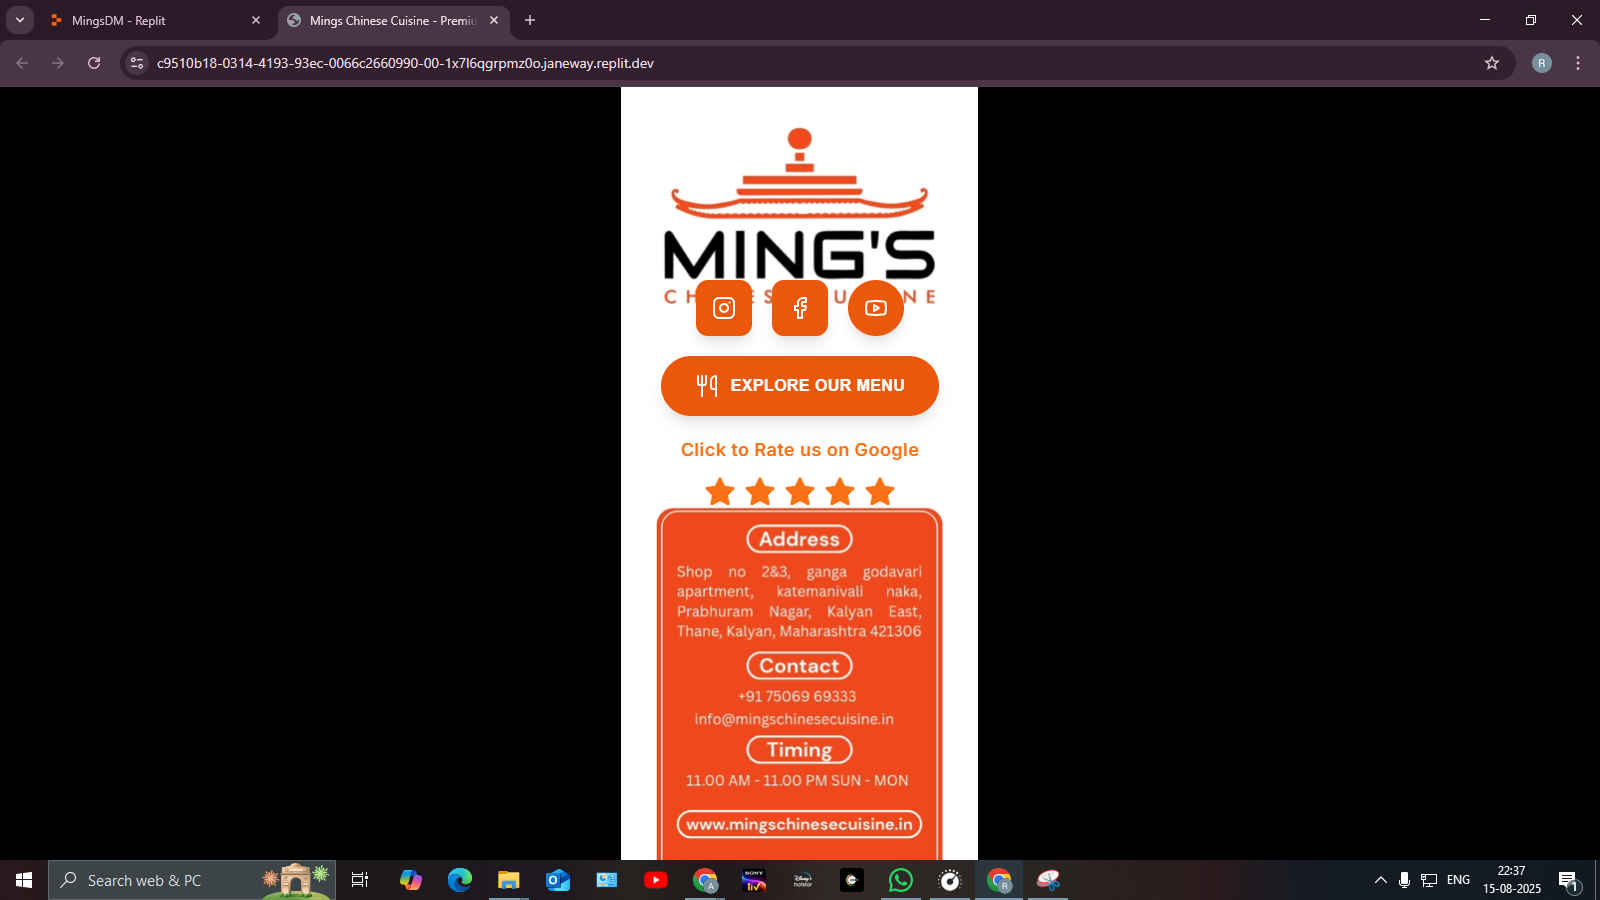 MingsDM - Replit
Mings Chinese Cuisine - Premiu
c9510b18-0314-4193-93ec-0066c2660990-00-1x7l6qgrpmz0o.janeway.replit.dev
R
MING'S
EXPLORE OUR MENU
Click to Rate us on Google
Address
Shop no 2&3, ganga godavari
apartment, katemanivali naka,
Prabhuram Nagar, Kalyan East,
Thane, Kalyan, Maharashtra 421306
Contact
+91 75069 69333
info@mingschinesecuisine.in
Timing
11.00 AM - 11.00 PM SUN - MON
www.mingschinesecuisine.in
Search web & PC
A
SONY
liv
R
ENG
22:37
15-08-2025
1